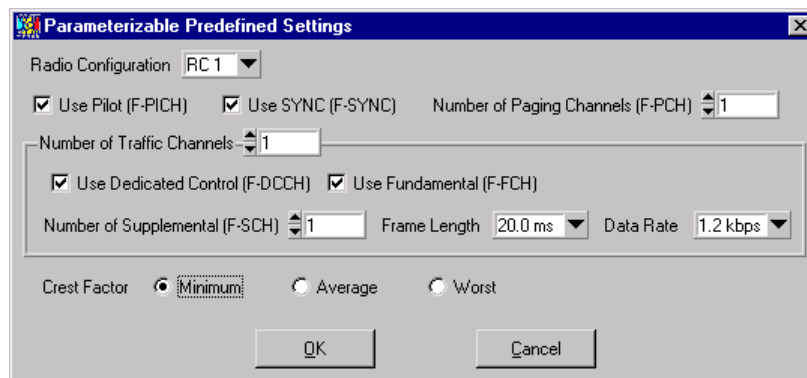 Parameterizable Predefined Settings
Radio Configuration RC 1
Use Pilot (F-PICH) Use SYNC (F-SYNC) Number of Paging Channels (F-PCH) 1
Number of Traffic Channels 1
Use Dedicated Control (F-DCCH) Use Fundamental (F-FCH)
Number of Supplemental (F-SCH) 1 Frame Length 20.0 ms Data Rate 1.2 kbps
Crest Factor Minimum Average Worst
OK Cancel